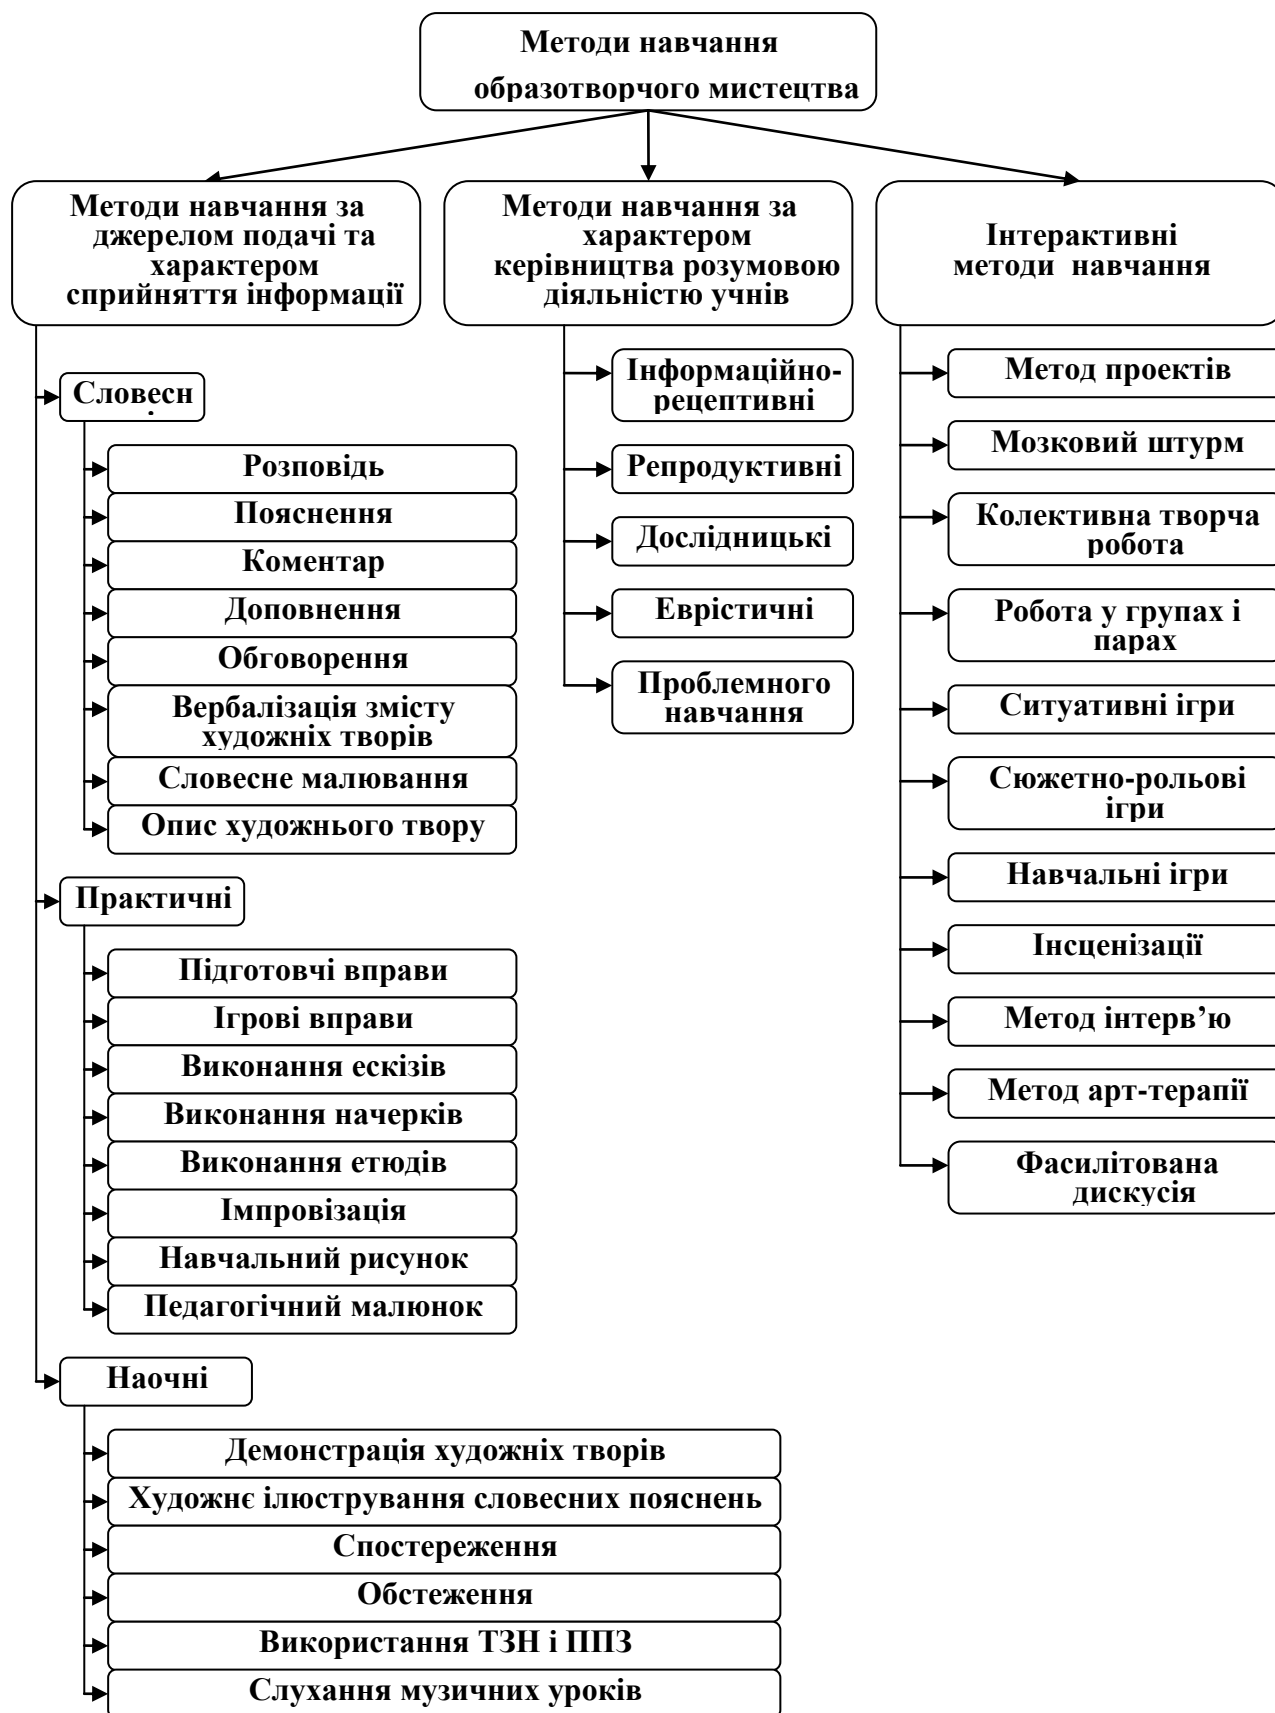 Методи навчання
образотворчого мистецтва
Методи навчання за
джерелом подачі та
характером
сприйняття інформації
Словесн
і
Розповідь
Пояснення
Коментар
Доповнення
Обговорення
Вербалізація змісту
художніх творів
Словесне малювання
Опис художнього твору
Практичні
Підготовчі вправи
Ігрові вправи
Виконання ескізів
Виконання начерків
Виконання етюдів
Імпровізація
Навчальний рисунок
Педагогічний малюнок
Наочні
Демонстрація художніх творів
Художнє ілюстрування словесних пояснень
Спостереження
Обстеження
Використання ТЗН і ППЗ
Слухання музичних уроків
Методи навчання за
характером
керівництва розумовою
діяльністю учнів
Інформаційно-
рецептивні
Репродуктивні
Дослідницькі
Еврістичні
Проблемного
навчання
Інтерактивні
методи навчання
Метод проектів
Мозковий штурм
Колективна творча
робота
Робота у групах і
парах
Ситуативні ігри
Сюжетно-рольові
ігри
Навчальні ігри
Інсценізації
Метод інтерв’ю
Метод арт-терапії
Фасилітована
дискусія